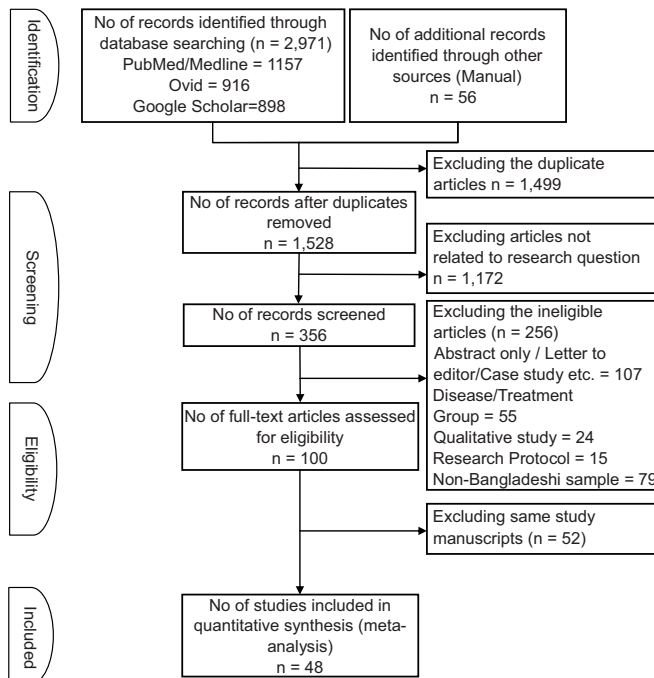 Identification
No of records identified through
database searching (n = 2,971)
PubMed/Medline = 1157
Ovid = 916
Google Scholar=898
No of additional records
identified through other
sources (Manual)
n = 56
Excluding the duplicate
articles n = 1,499
Screening
No of records after duplicates
removed
n = 1,528
Excluding articles not
related to research question
n = 1,172
No of records screened
n = 356
Excluding the ineligible
articles (n = 256)
Abstract only / Letter to
editor/Case study etc. = 107
Disease/Treatment
Group = 55
Qualitative study = 24
Research Protocol = 15
Non-Bangladeshi sample = 79
Eligibility
No of full-text articles assessed
for eligibility
n = 100
Excluding same study
manuscripts (n = 52)
Included
No of studies included in
quantitative synthesis (meta-
analysis)
n = 48